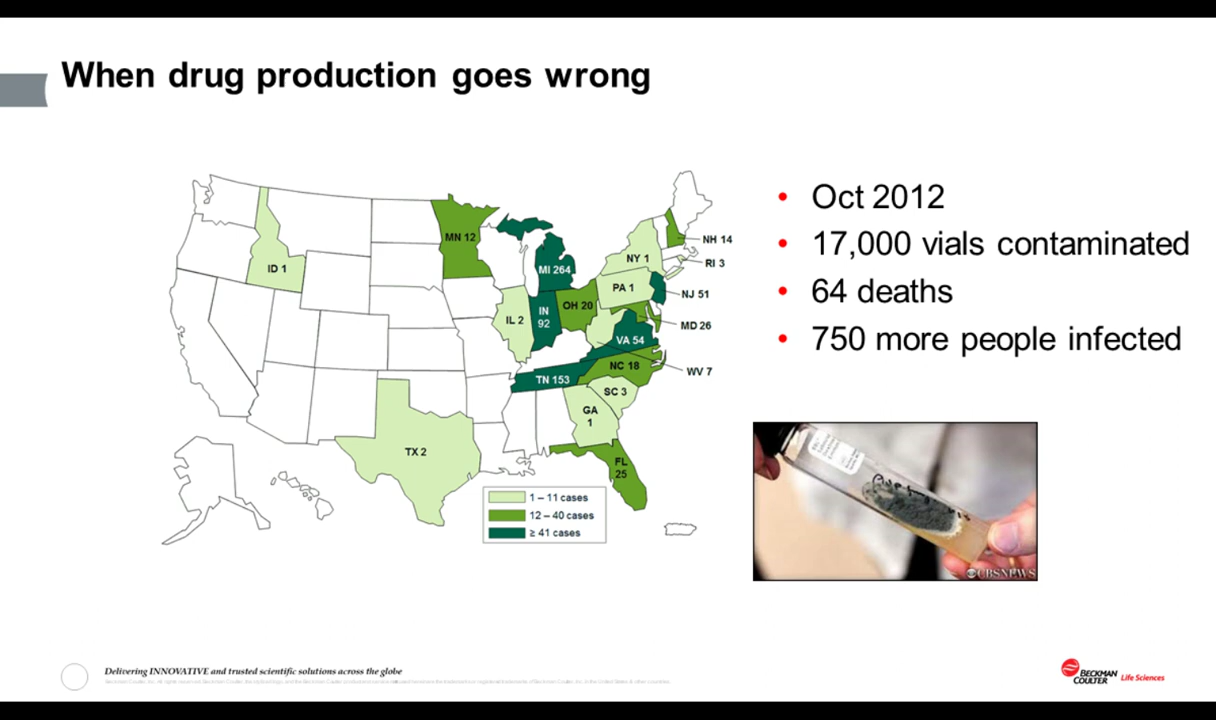 When drug production goes wrong
Oct 2012
17,000 vials contaminated
64 deaths
750 more people infected
MN 12
ID 1
MI 264
NY 1
NH 14
RI 3
PA 1
NJ 51
OH 20
IN
92
IL 2
MD 26
VA 54
WV 7
NC 18
TN 153
SC 3
GA
1
TX 2
FL
25
1 – 11 cases
12 – 40 cases
≥ 41 cases
©CBSNEWS
Delivering INNOVATIVE and trusted scientific solutions across the globe
BECKMAN
COULTER Life Sciences